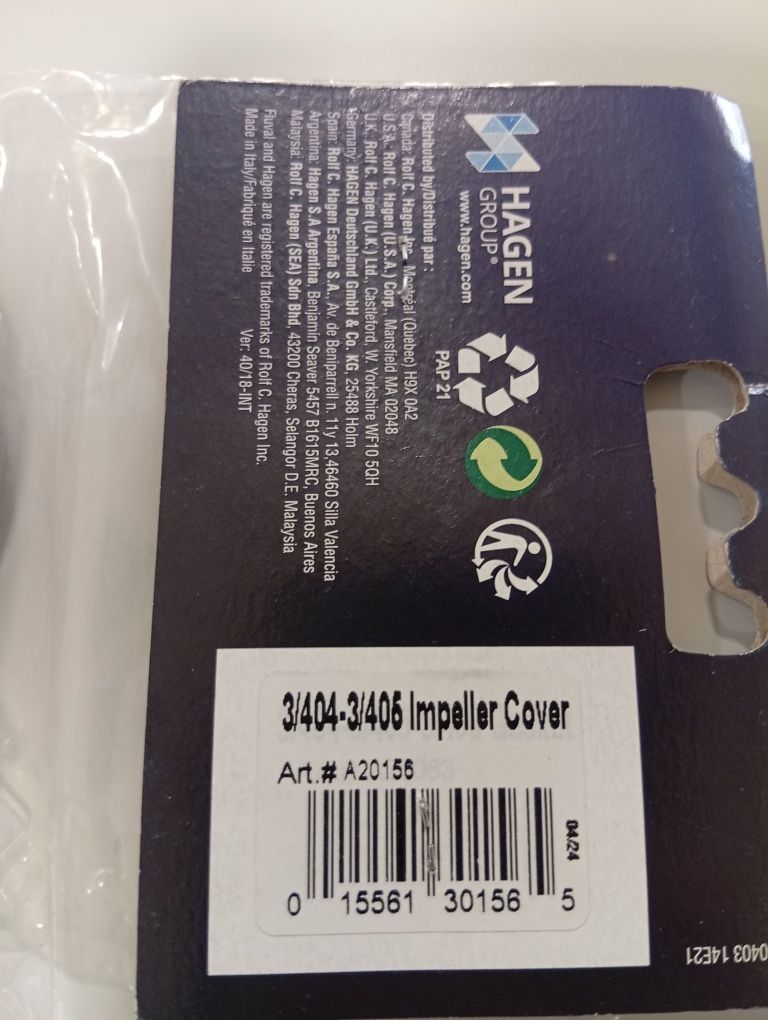 HAGEN
GROUP®
www.hagen.com
PAP 21
Distributed by/Distribué par :
Canada: Rolf C. Hagen Inc., Montréal (Quebec) H9X 0A2
U.S.A.: Rolf C. Hagen (U.S.A.) Corp., Mansfield MA 02048
U.K.: Rolf C. Hagen (U.K.) Ltd., Castleford, W. Yorkshire WF10 5QH
Germany: HAGEN Deutschland GmbH & Co. KG, 25488 Holm
Spain: Rolf C. Hagen España S.A., Av. de Beniparrell n. 11y 13,46460 Silla Valencia
Argentina: Hagen S.A Argentina, Benjamin Seaver 5457 B1615MRC, Buenos Aires
Malaysia: Rolf C. Hagen (SEA) Sdn Bhd, 43200 Cheras, Selangor D.E. Malaysia
Fluval and Hagen are registered trademarks of Rolf C. Hagen Inc.
Made in Italy/Fabriqué en Italie Ver: 40/18-INT
3/404-3/405 Impeller Cover
Art.# A20156
04/24
0 15561 30156 5
0403 14E21